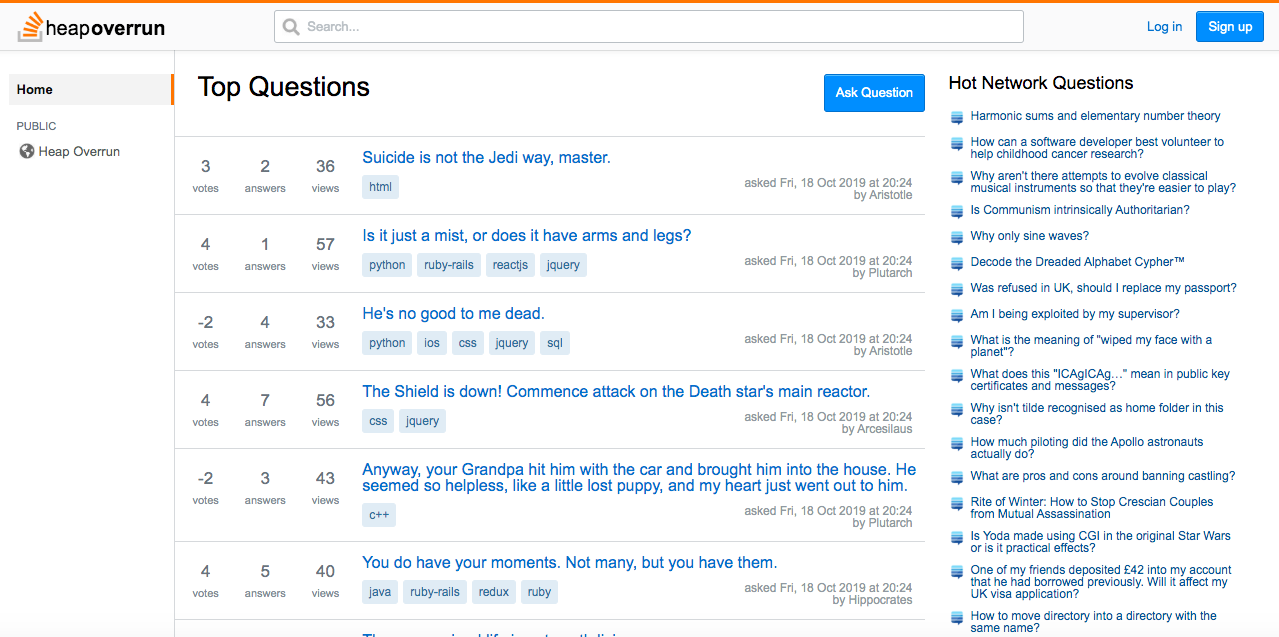 heapoverrun
Search...
Log in
Sign up
Home
PUBLIC
Heap Overrun
Top Questions
Ask Question
3 2 36
votes answers views
Suicide is not the Jedi way, master.
html
asked Fri, 18 Oct 2019 at 20:24
by Aristotle
4 1 57
votes answers views
Is it just a mist, or does it have arms and legs?
python ruby-rails reactjs jquery
asked Fri, 18 Oct 2019 at 20:24
by Plutarch
-2 4 33
votes answers views
He's no good to me dead.
python ios css jquery sql
asked Fri, 18 Oct 2019 at 20:24
by Aristotle
4 7 56
votes answers views
The Shield is down! Commence attack on the Death star's main reactor.
css jquery
asked Fri, 18 Oct 2019 at 20:24
by Arcesilaus
-2 3 43
votes answers views
Anyway, your Grandpa hit him with the car and brought him into the house. He
seemed so helpless, like a little lost puppy, and my heart just went out to him.
c++
asked Fri, 18 Oct 2019 at 20:24
by Plutarch
4 5 40
votes answers views
You do have your moments. Not many, but you have them.
java ruby-rails redux ruby
asked Fri, 18 Oct 2019 at 20:24
by Hippocrates
Hot Network Questions
Harmonic sums and elementary number theory
How can a software developer best volunteer to
help childhood cancer research?
Why aren't there attempts to evolve classical
musical instruments so that they're easier to play?
Is Communism intrinsically Authoritarian?
Why only sine waves?
Decode the Dreaded Alphabet Cypher™
Was refused in UK, should I replace my passport?
Am I being exploited by my supervisor?
What is the meaning of "wiped my face with a
planet"?
What does this "ICAgICAg…" mean in public key
certificates and messages?
Why isn't tilde recognised as home folder in this
case?
How much piloting did the Apollo astronauts
actually do?
What are pros and cons around banning castling?
Rite of Winter: How to Stop Crescian Couples
from Mutual Assassination
Is Yoda made using CGI in the original Star Wars
or is it practical effects?
One of my friends deposited £42 into my account
that he had borrowed previously. Will it affect my
UK visa application?
How to move directory into a directory with the
same name?